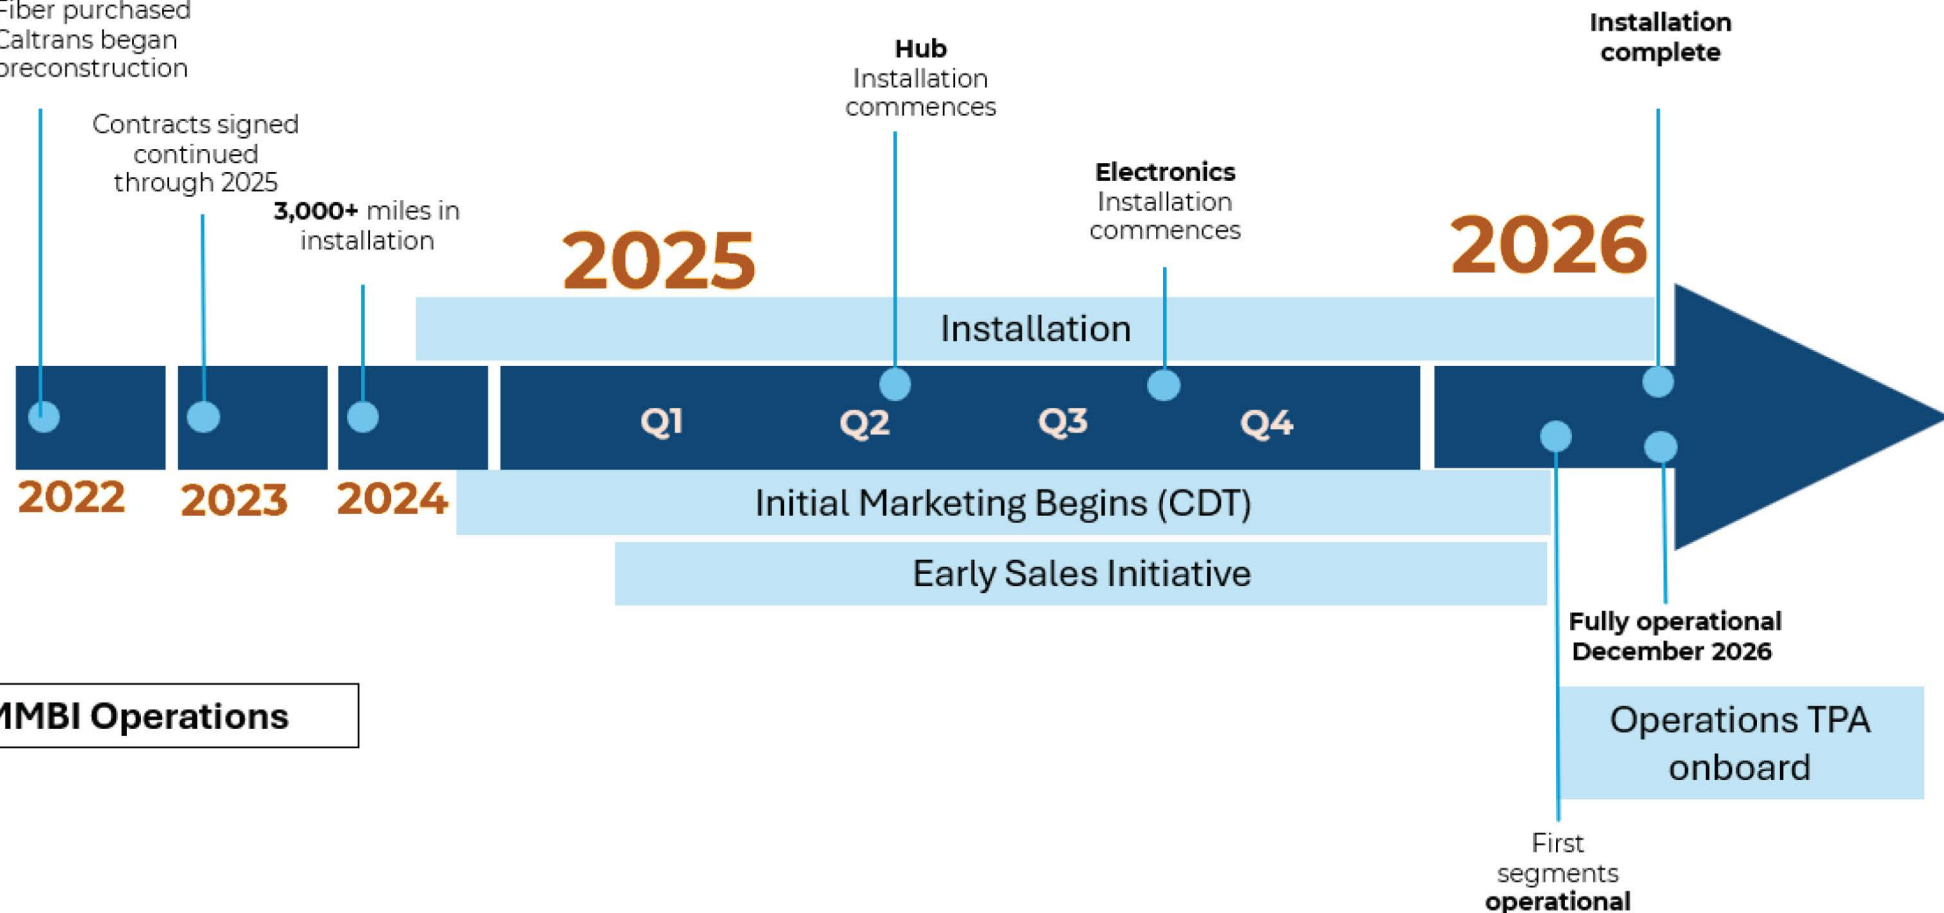 Fiber purchased
Caltrans began
preconstruction
Contracts signed
continued
through 2025
3,000+ miles in
installation
Hub
Installation
commences
Electronics
Installation
commences
Installation
complete
2025
2026
Installation
Q1
Q2
Q3
Q4
2022
2023
2024
Initial Marketing Begins (CDT)
Early Sales Initiative
Fully operational
December 2026
MMBI Operations
Operations TPA
onboard
First
segments
operational